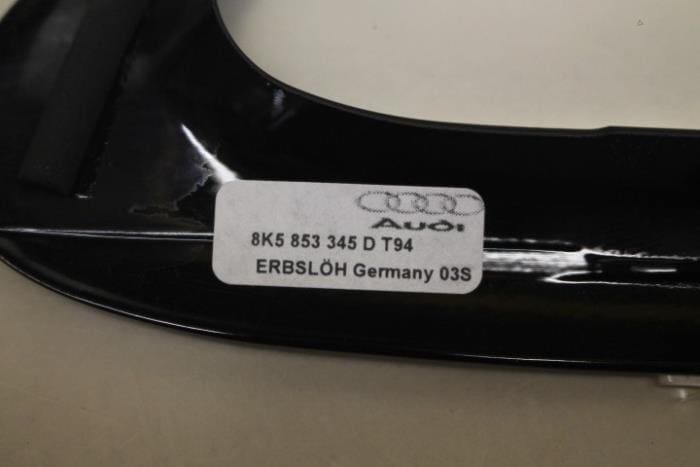 Audi
8K5 853 345 D T94
ERBSLÖH Germany 03S